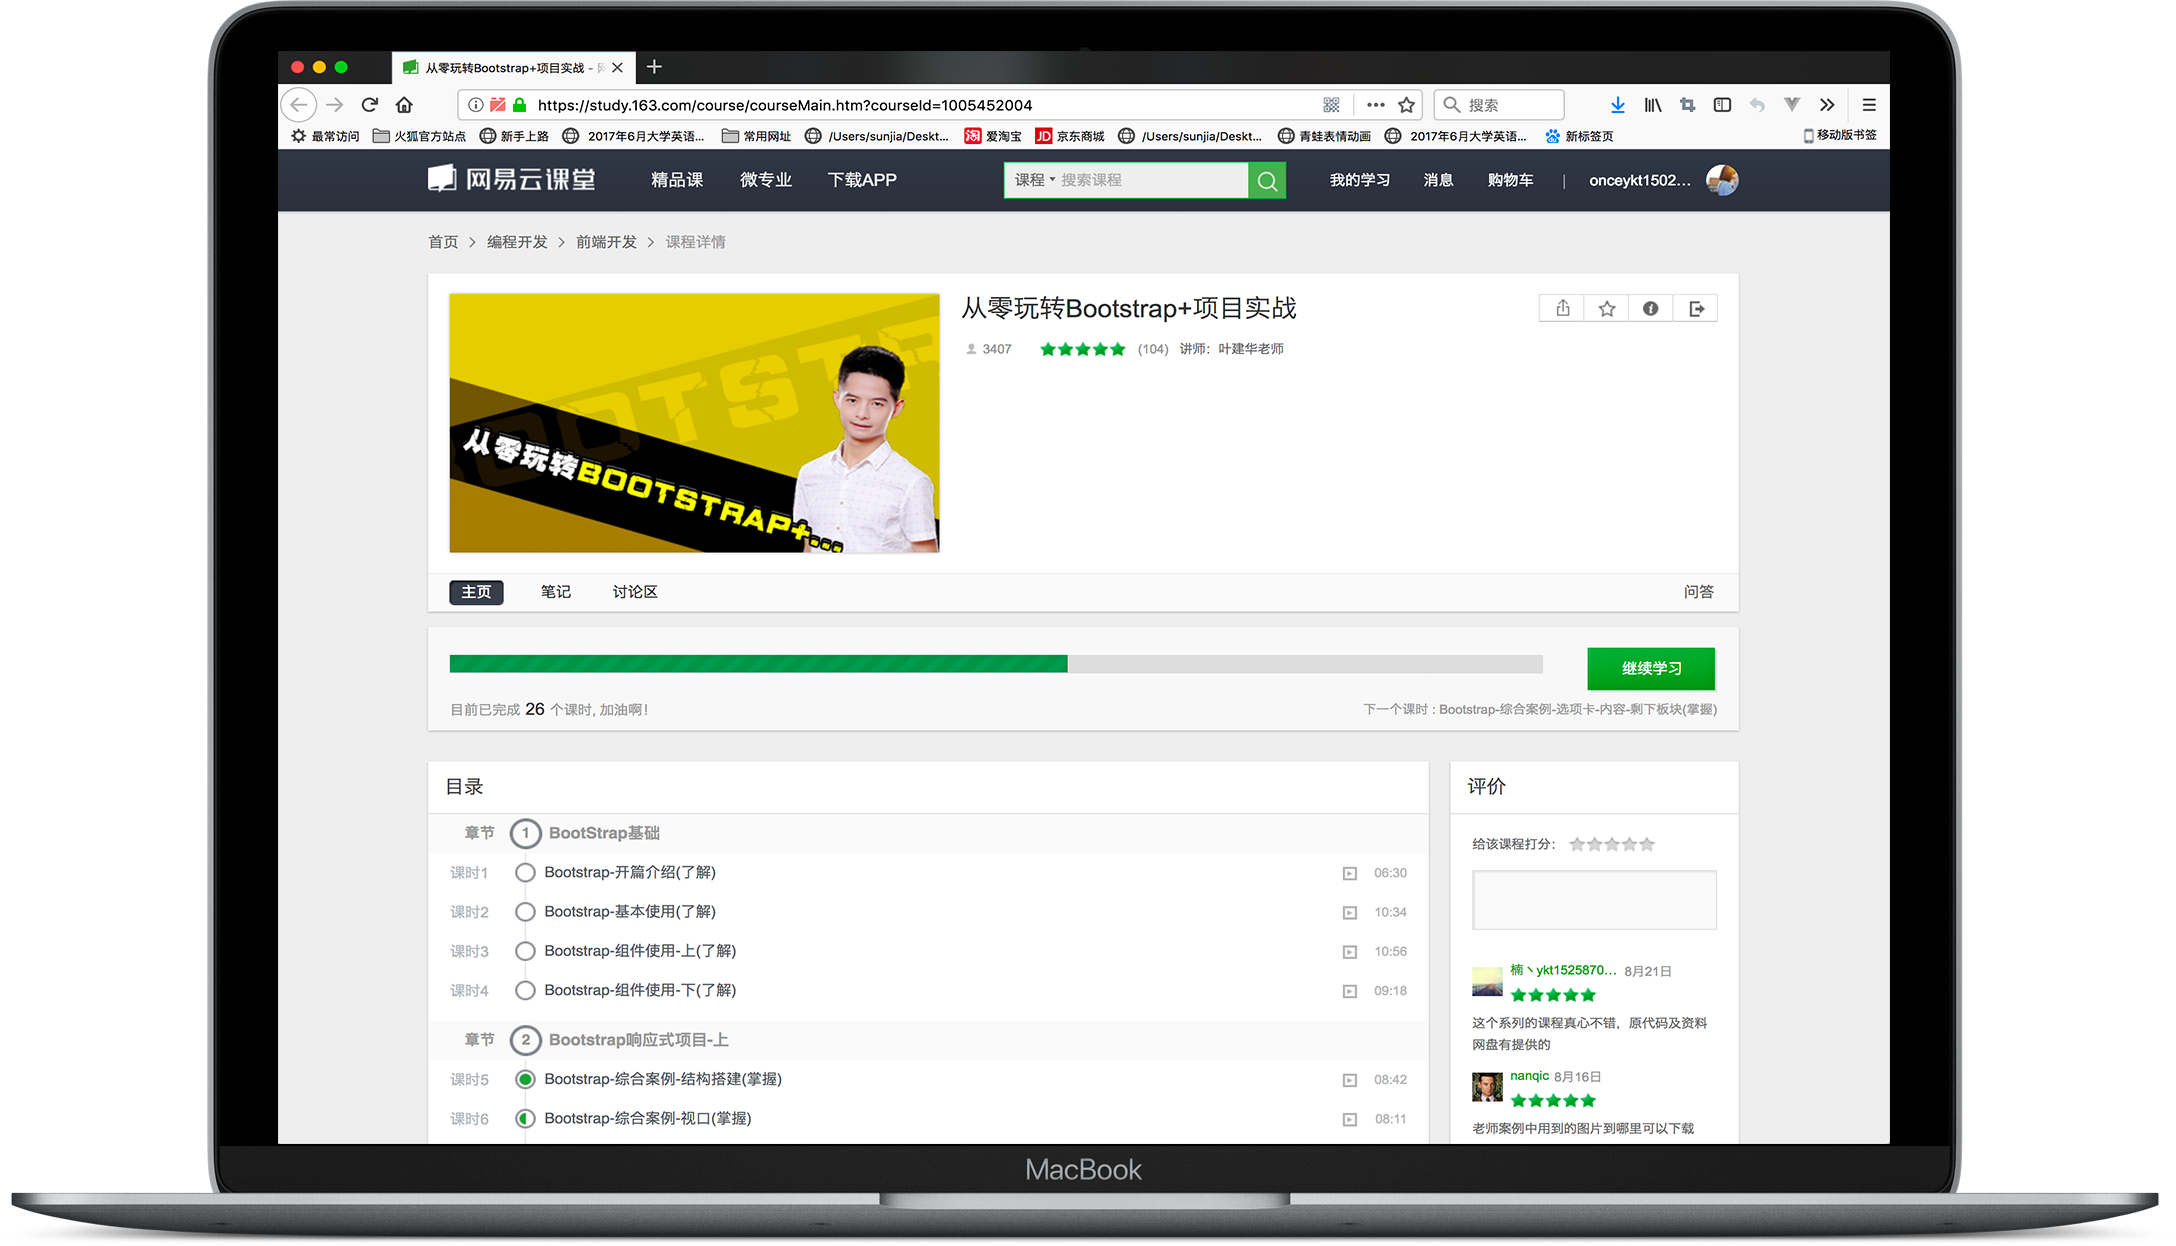 从零玩转Bootstrap+项目实战 -
https://study.163.com/course/courseMain.htm?courseId=1005452004
搜索
最常访问 火狐官方站点 新手上路 2017年6月大学英语... 常用网址 /Users/sunjia/Deskt... 淘 爱淘宝 JD 京东商城 /Users/sunjia/Deskt... 青蛙表情动画 2017年6月大学英语... 新标签页 移动版书签
网易云课堂 精品课 微专业 下载APP 课程 搜索课程 我的学习 消息 购物车 | onceykt1502...
首页 > 编程开发 > 前端开发 > 课程详情
BOOTSTR
从零玩转BOOTSTRAP+...
从零玩转Bootstrap+项目实战
3407 (104) 讲师：叶建华老师
主页 笔记 讨论区 问答
继续学习
目前已完成 26 个课时, 加油啊!
下一个课时 : Bootstrap-综合案例-选项卡-内容-剩下板块(掌握)
目录
章节 1 BootStrap基础
课时1 Bootstrap-开篇介绍(了解) 06:30
课时2 Bootstrap-基本使用(了解) 10:34
课时3 Bootstrap-组件使用-上(了解) 10:56
课时4 Bootstrap-组件使用-下(了解) 09:18
章节 2 Bootstrap响应式项目-上
课时5 Bootstrap-综合案例-结构搭建(掌握) 08:42
课时6 Bootstrap-综合案例-视口(掌握) 08:11
评价
给该课程打分：
楠丶ykt1525870... 8月21日
这个系列的课程真心不错，原代码及资料
网盘有提供的
nanqic 8月16日
老师案例中用到的图片到哪里可以下载
MacBook